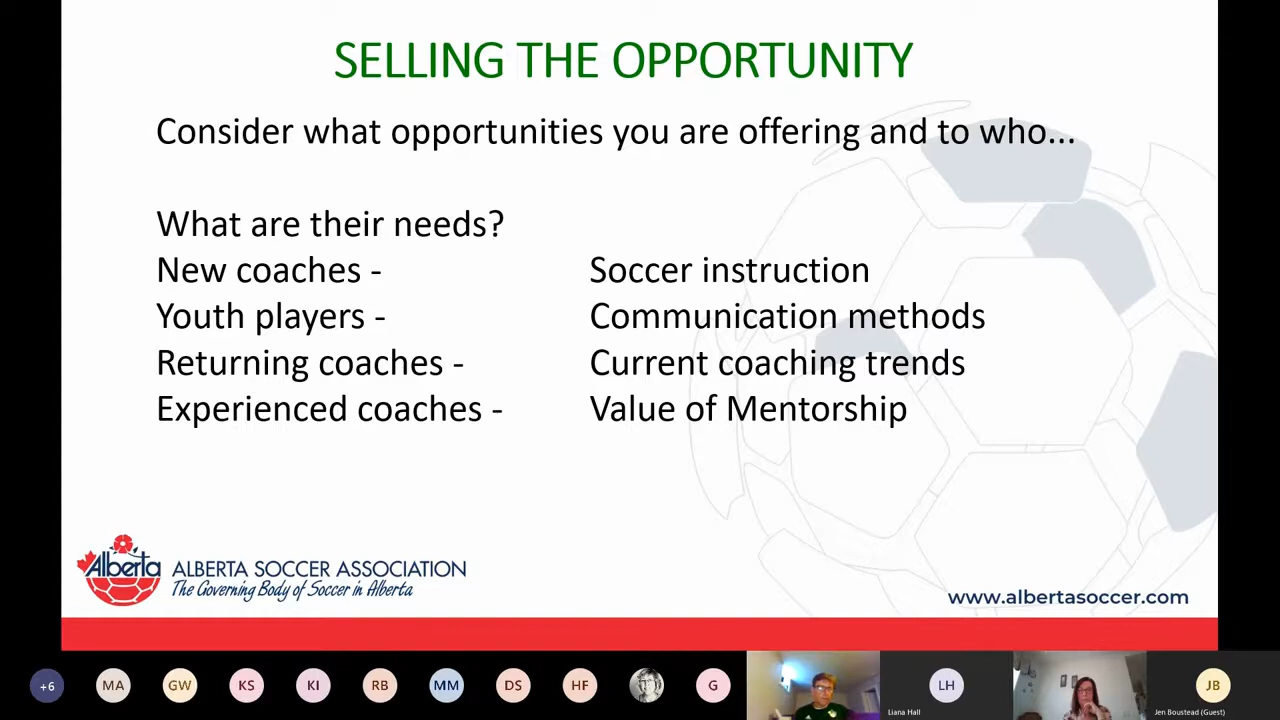 SELLING THE OPPORTUNITY
Consider what opportunities you are offering and to who...
What are their needs?
New coaches - Soccer instruction
Youth players - Communication methods
Returning coaches - Current coaching trends
Experienced coaches - Value of Mentorship
Alberta
ALBERTA SOCCER ASSOCIATION
The Governing Body of Soccer in Alberta
www.albertasoccer.com
+6 MA GW KS KI RB MM DS HF G LH JB
Liana Hall Jen Boustead (Guest)